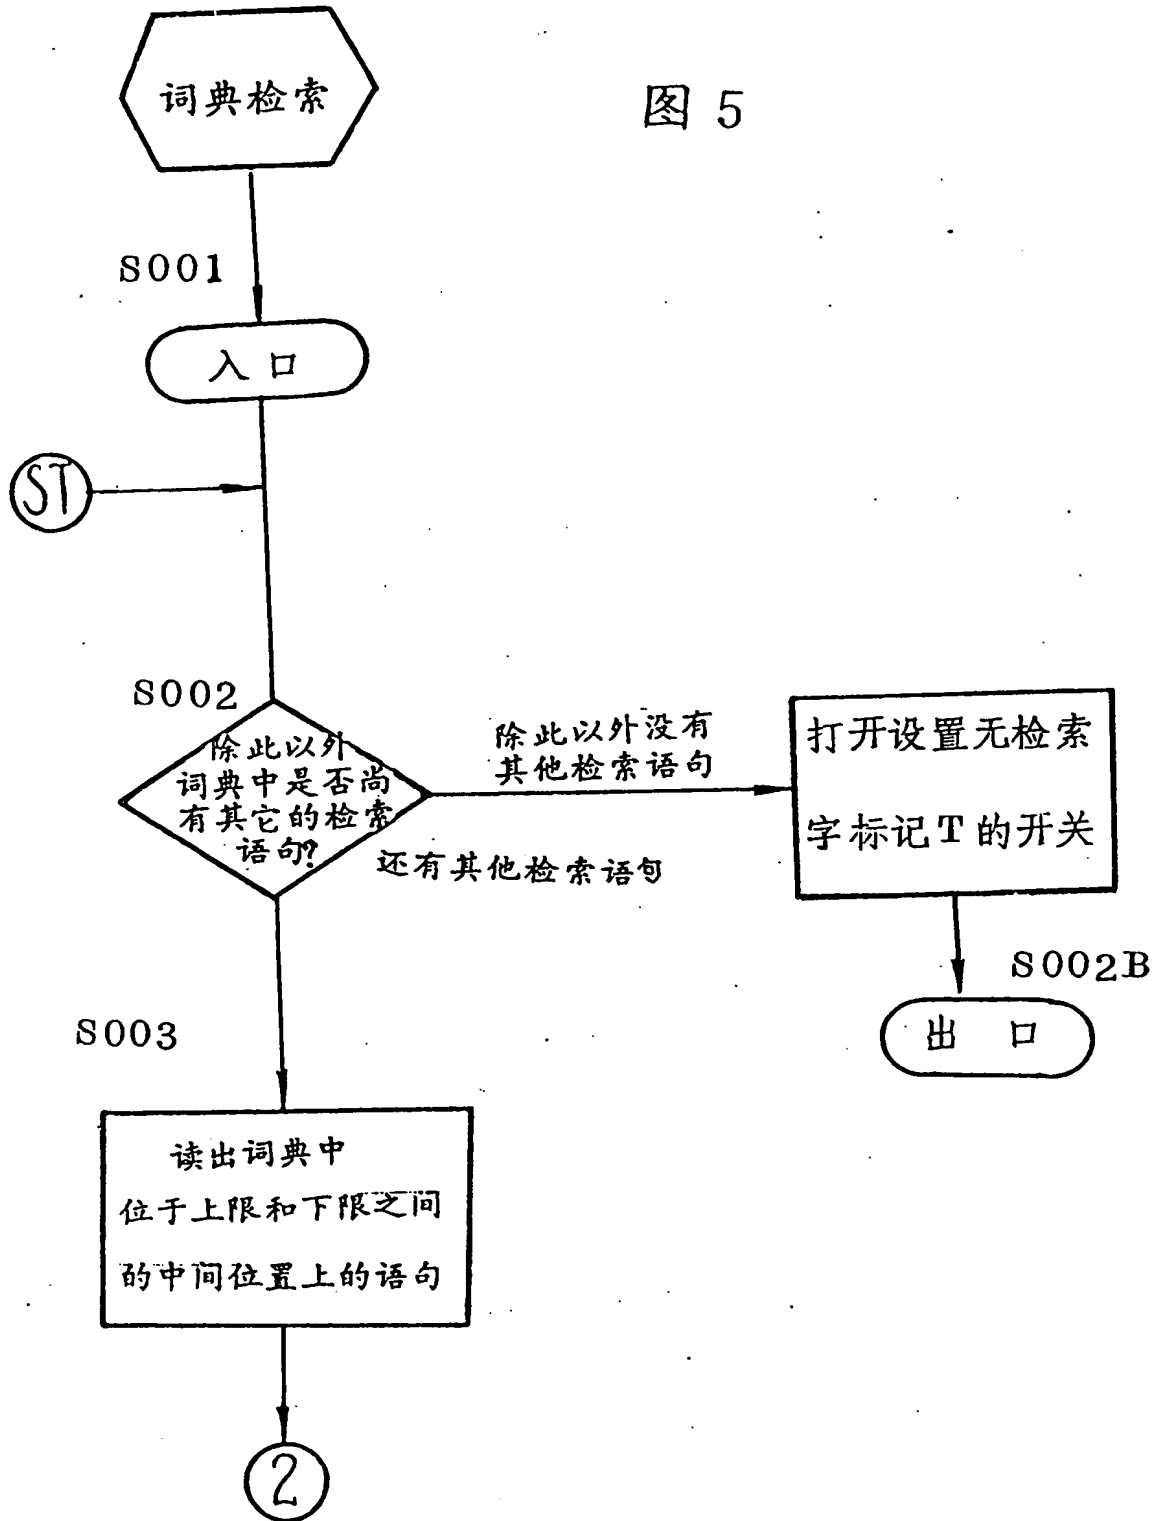 词典检索
图 5
S001
入口
ST
S002
除此以外
词典中是否尚
有其它的检索
语句?
除此以外没有
其他检索语句
还有其他检索语句
打开设置无检索
字标记T的开关
S002B
出 口
S003
读出词典中
位于上限和下限之间
的中间位置上的语句
2